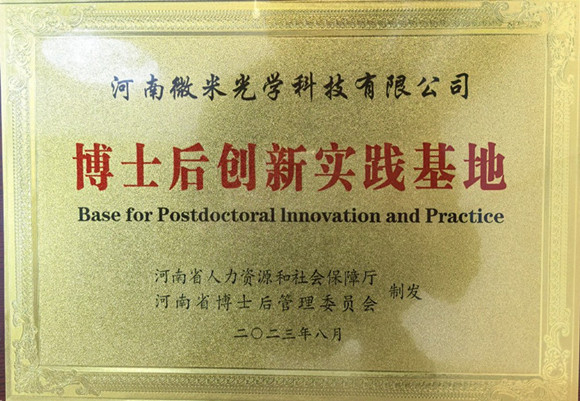 河南微米光学科技有限公司
博士后创新实践基地
Base for Postdoctoral Innovation and Practice
河南省人力资源和社会保障厅
河南省博士后管理委员会
制发
二〇二三年八月